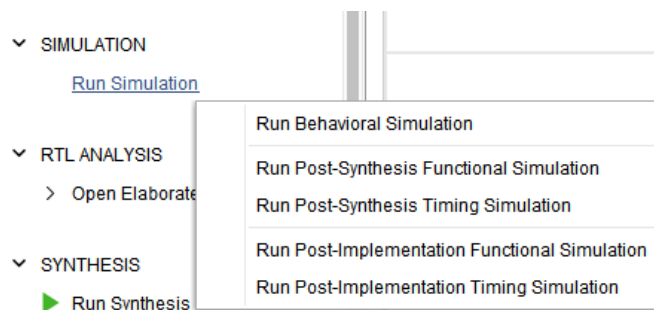 SIMULATION
Run Simulation
Run Behavioral Simulation
RTL ANALYSIS
Run Post-Synthesis Functional Simulation
Open Elaborate
Run Post-Synthesis Timing Simulation
Run Post-Implementation Functional Simulation
SYNTHESIS
Run Post-Implementation Timing Simulation
Run Synthesis